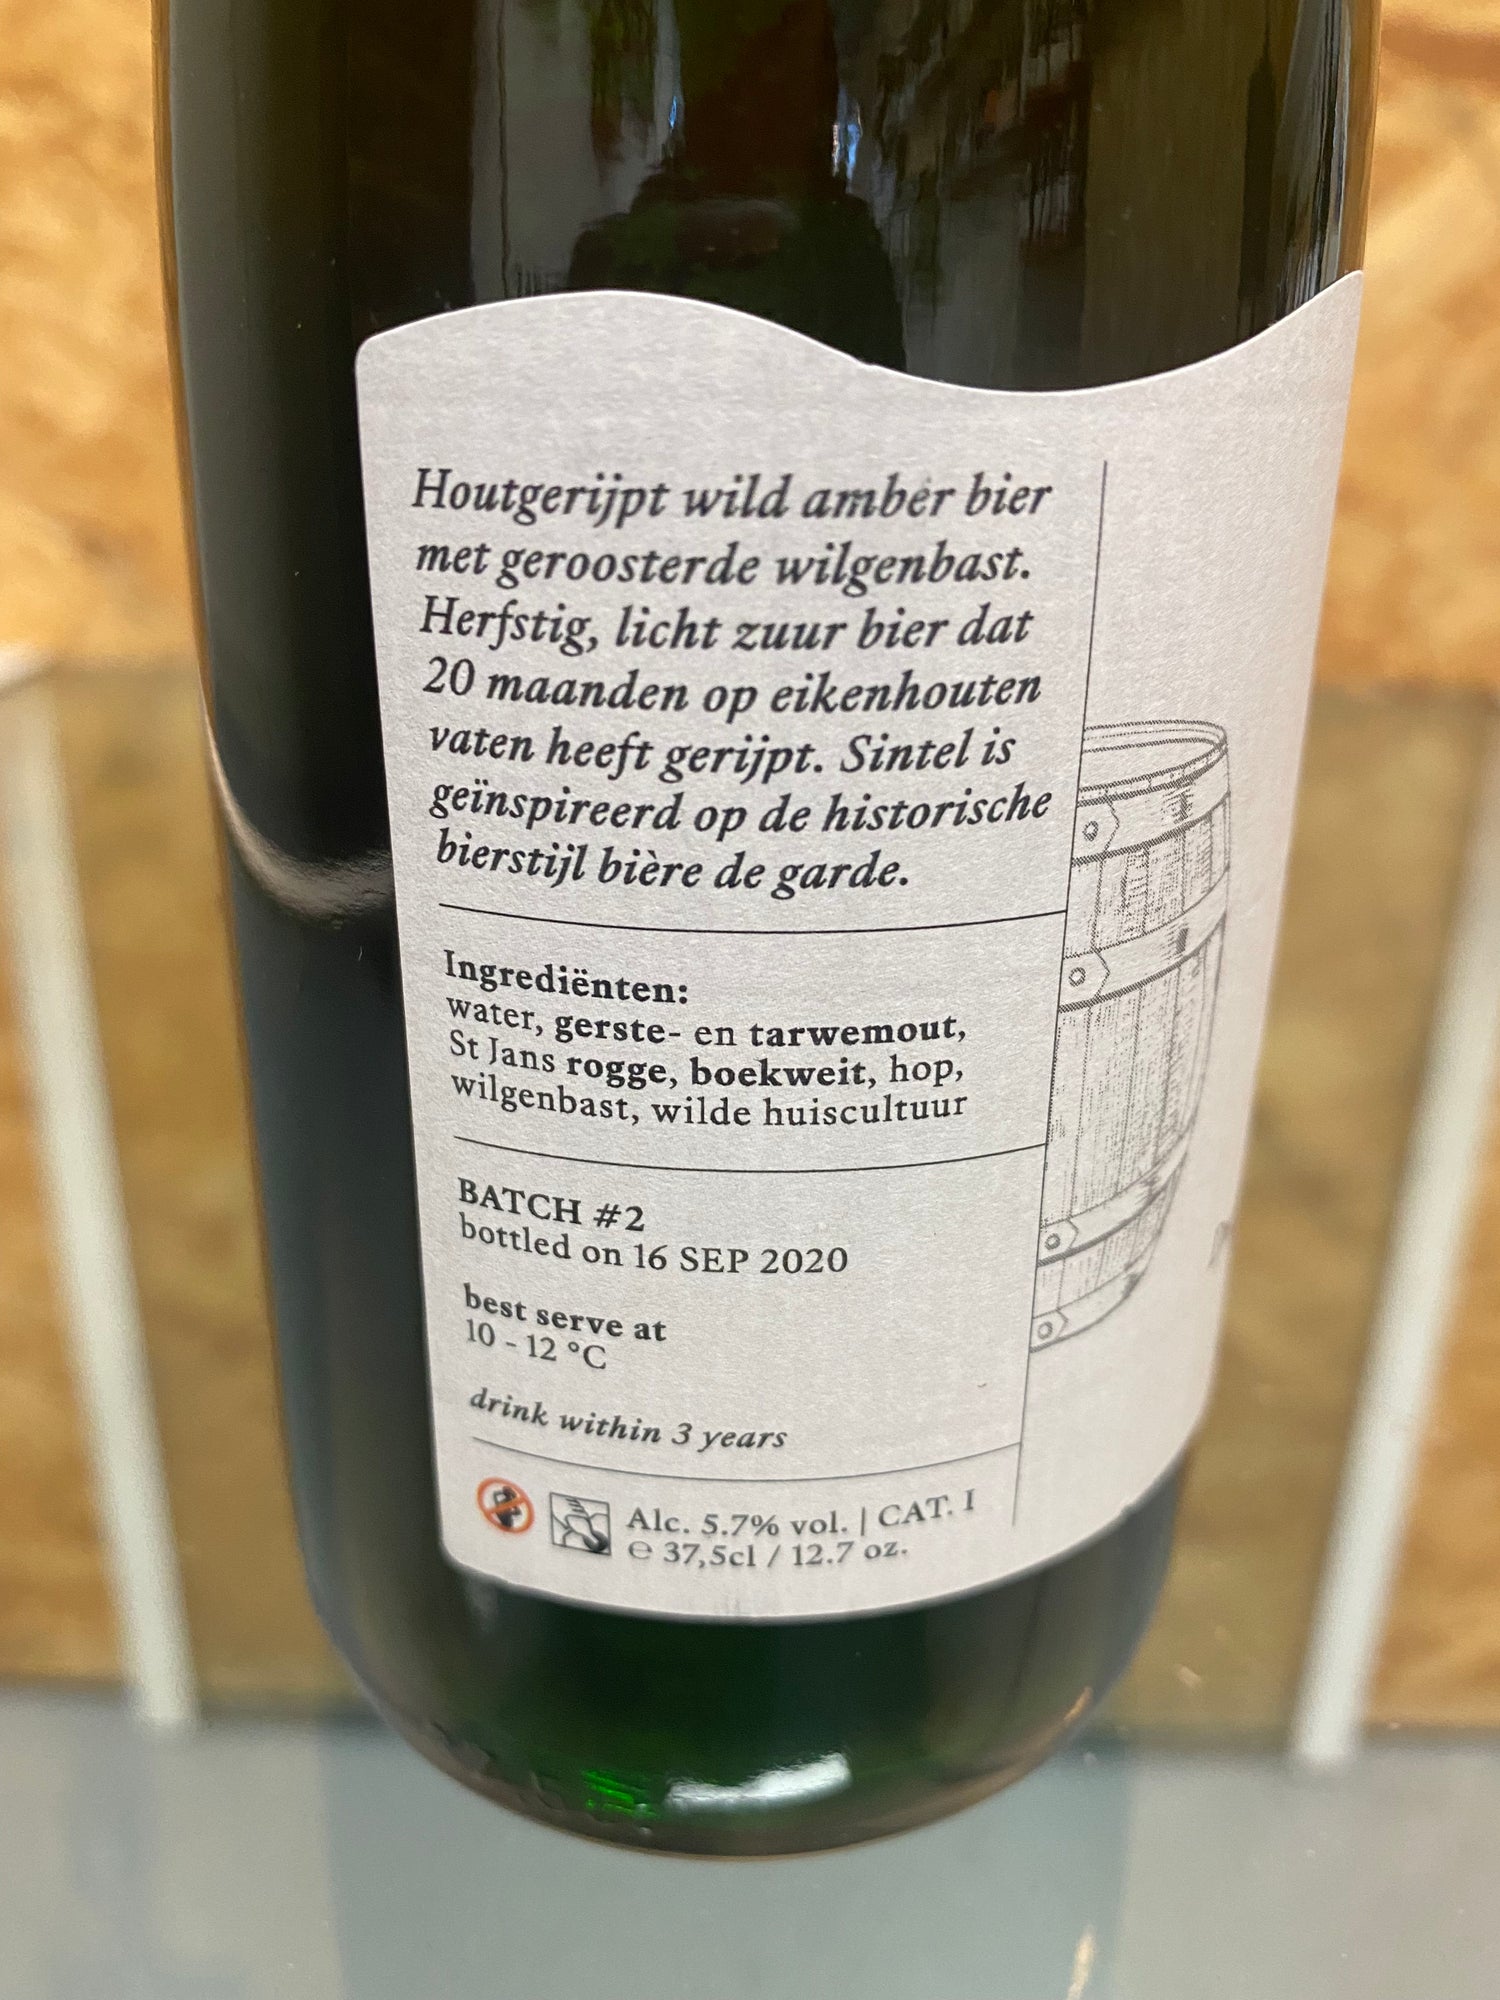 Houtgerijpt wild amber bier
met geroosterde wilgenbast.
Herfstig, licht zuur bier dat
20 maanden op eikenhouten
vaten heeft gerijpt. Sintel is
geïnspireerd op de historische
bierstijl bière de garde.
Ingrediënten:
water, gerste- en tarwemout,
St Jans rogge, boekweit, hop,
wilgenbast, wilde huiscultuur
BATCH #2
bottled on 16 SEP 2020
best serve at
10 - 12 °C
drink within 3 years
Alc. 5.7% vol. | CAT. I
℮ 37,5cl / 12.7 oz.